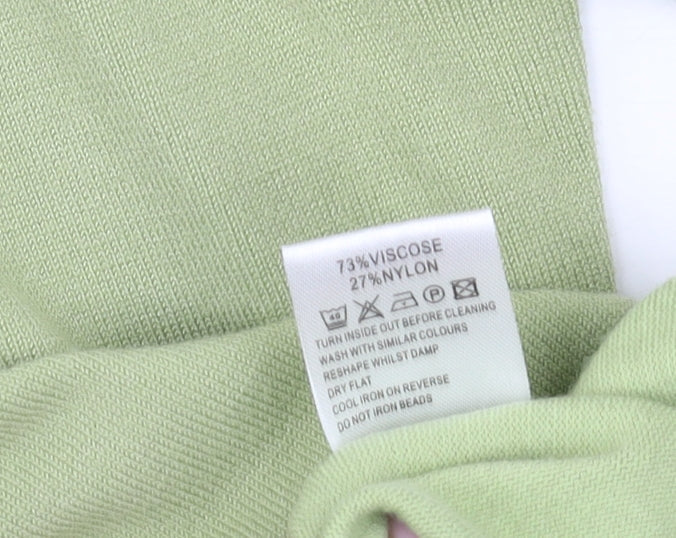 73%VISCOSE
27%NYLON
40 P
TURN INSIDE OUT BEFORE CLEANING
WASH WITH SIMILAR COLOURS
RESHAPE WHILST DAMP
DRY FLAT
COOL IRON ON REVERSE
DO NOT IRON BEADS